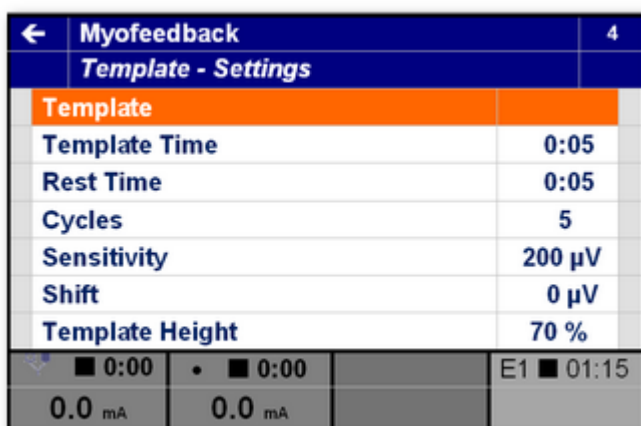 ← Myofeedback 4
Template - Settings
Template
Template Time 0:05
Rest Time 0:05
Cycles 5
Sensitivity 200 µV
Shift 0 µV
Template Height 70 %
0:00 0:00 E1 01:15
0.0 mA 0.0 mA